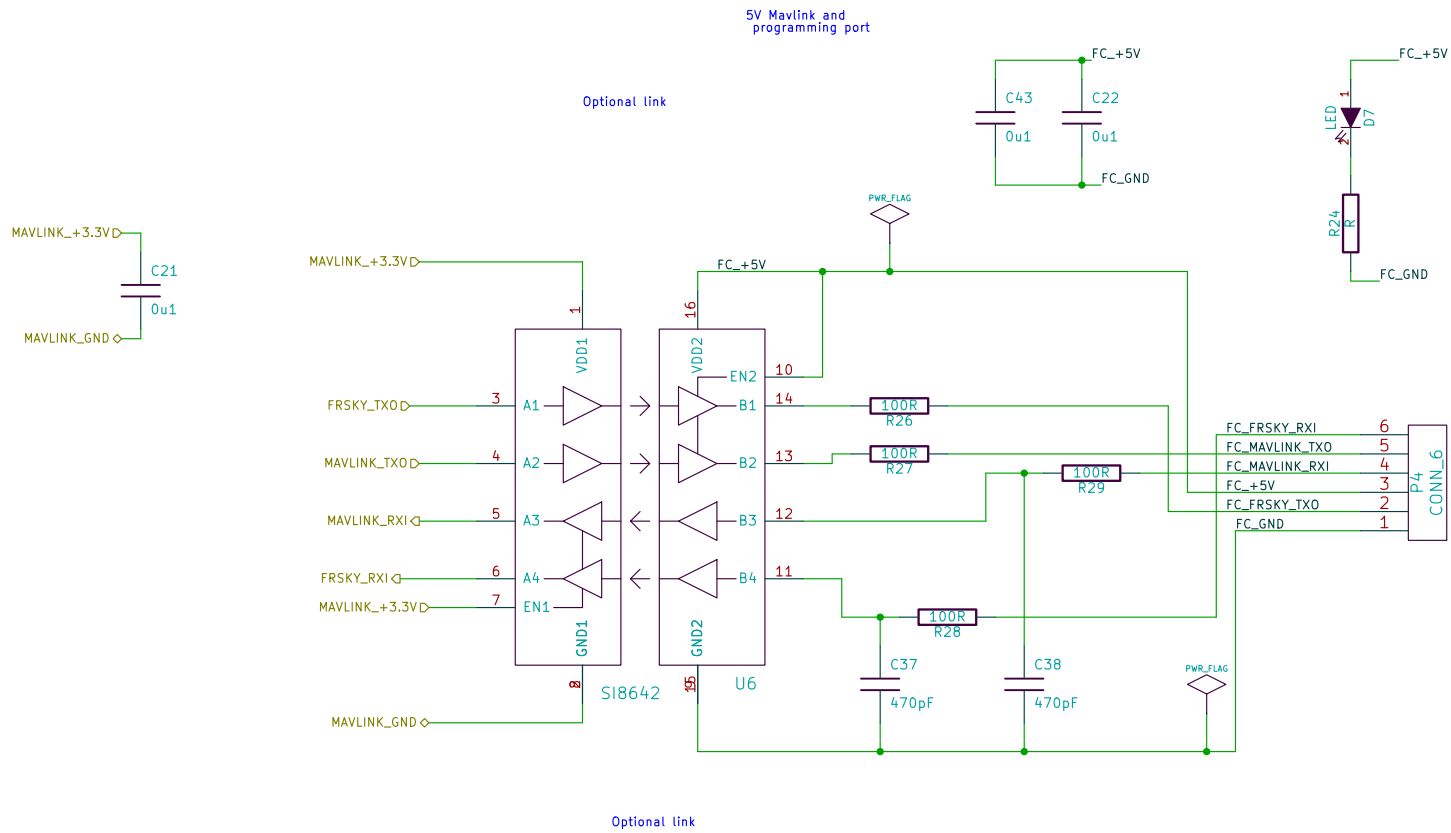 5V Mavlink and
programming port
Optional link
FC_+5V
C43
0u1
C22
0u1
FC_GND
FC_+5V
1
LED
D7
2
R24
R
FC_GND
PWR_FLAG
MAVLINK_+3.3V
C21
0u1
MAVLINK_GND
MAVLINK_+3.3V
1
VDD1
FC_+5V
16
VDD2
EN2
10
FRSKY_TXO
3
A1
B1
14
100R
R26
MAVLINK_TXO
4
A2
B2
13
100R
R27
MAVLINK_RXI
5
A3
B3
12
100R
R29
FRSKY_RXI
6
A4
B4
11
100R
R28
MAVLINK_+3.3V
7
EN1
GND1
GND2
SI8642
U6
MAVLINK_GND
C37
470pF
C38
470pF
PWR_FLAG
FC_FRSKY_RXI
6
FC_MAVLINK_TXO
5
FC_MAVLINK_RXI
4
FC_+5V
3
FC_FRSKY_TXO
2
FC_GND
1
P4
CONN_6
Optional link